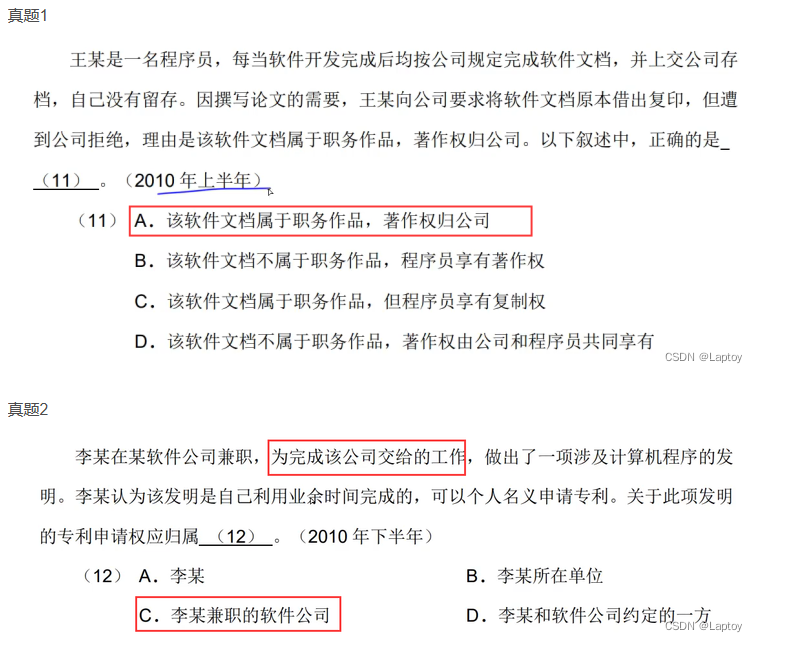 真题1
王某是一名程序员，每当软件开发完成后均按公司规定完成软件文档，并上交公司存
档，自己没有留存。因撰写论文的需要，王某向公司要求将软件文档原本借出复印，但遭
到公司拒绝，理由是该软件文档属于职务作品，著作权归公司。以下叙述中，正确的是_
（11） 。（2010 年上半年）
（11）A．该软件文档属于职务作品，著作权归公司
B．该软件文档不属于职务作品，程序员享有著作权
C．该软件文档属于职务作品，但程序员享有复制权
D．该软件文档不属于职务作品，著作权由公司和程序员共同享有
CSDN @Laptoy
真题2
李某在某软件公司兼职，为完成该公司交给的工作，做出了一项涉及计算机程序的发
明。李某认为该发明是自己利用业余时间完成的，可以个人名义申请专利。关于此项发明
的专利申请权应归属 （12） 。（2010 年下半年）
（12）A．李某 B．李某所在单位
C．李某兼职的软件公司 D．李某和软件公司约定的一方
CSDN @Laptoy